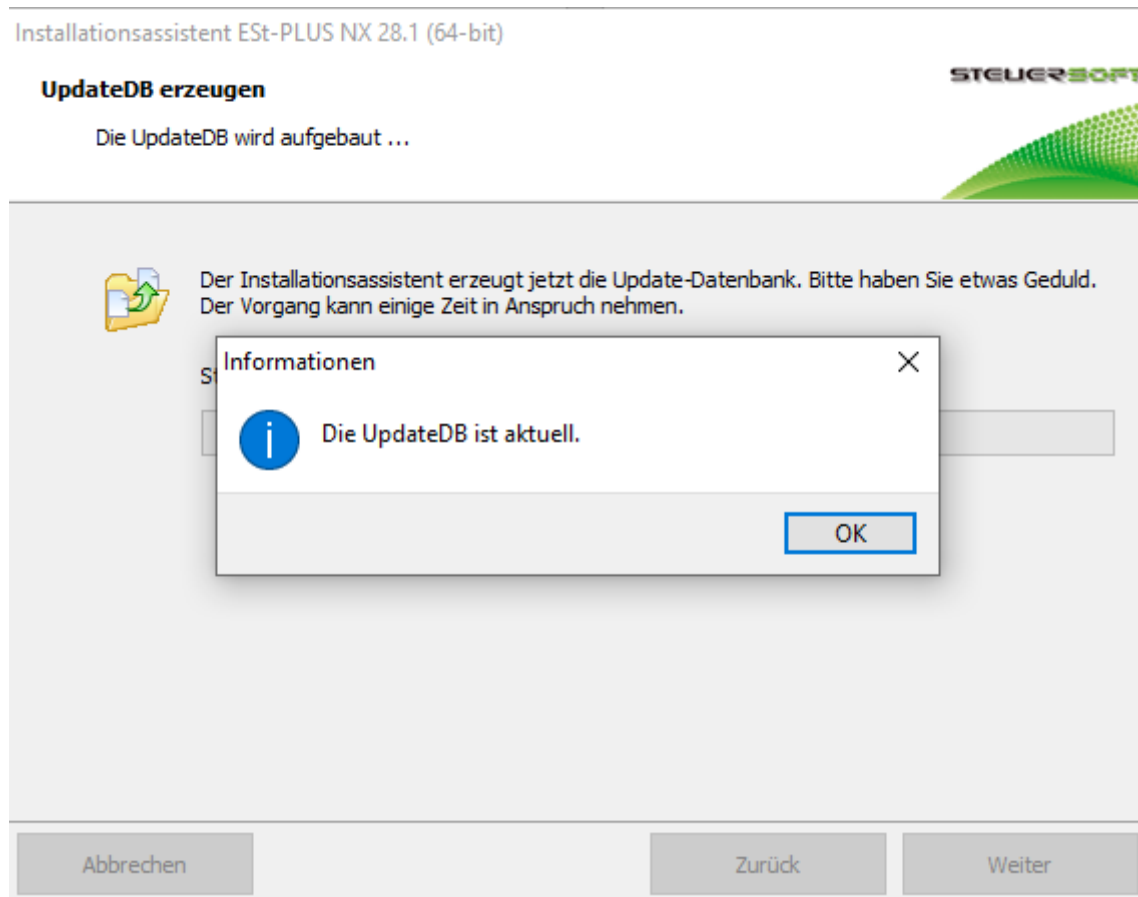 Installationsassistent ESt-PLUS NX 28.1 (64-bit)
STEUERSOFT
UpdateDB erzeugen
Die UpdateDB wird aufgebaut ...
Der Installationsassistent erzeugt jetzt die Update-Datenbank. Bitte haben Sie etwas Geduld.
Der Vorgang kann einige Zeit in Anspruch nehmen.
Informationen
Die UpdateDB ist aktuell.
OK
Abbrechen
Zurück
Weiter